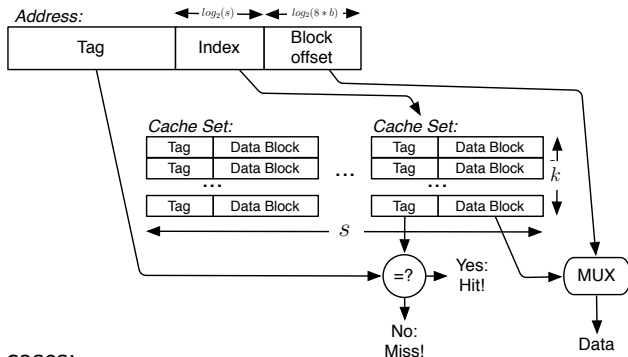 Address:
log₂(s)
log₂(8 * b)
Tag
Index
Block
offset
Cache Set:
Cache Set:
Tag
Data Block
Tag
Data Block
Tag
Data Block
Tag
Data Block
...
...
...
k
Tag
Data Block
Tag
Data Block
s
=?
Yes:
Hit!
MUX
No:
Miss!
Data